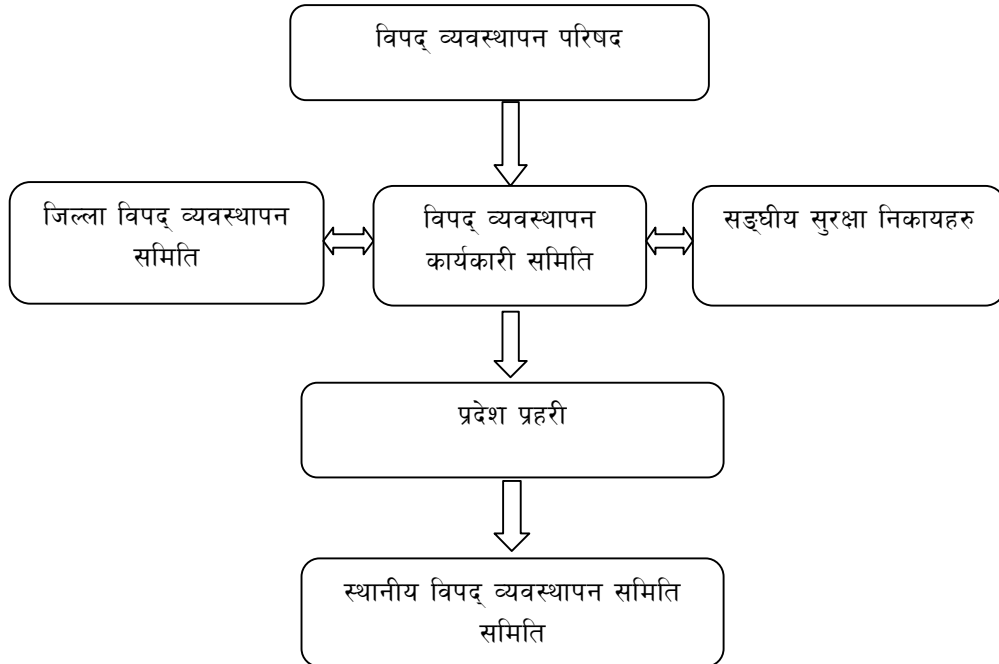 विपद् व्यवस्थापन परिषद
जिल्ला विपद् व्यवस्थापन
समिति
विपद् व्यवस्थापन
कार्यकारी समिति
सङ्घीय सुरक्षा निकायहरु
प्रदेश प्रहरी
स्थानीय विपद् व्यवस्थापन समिति
समिति